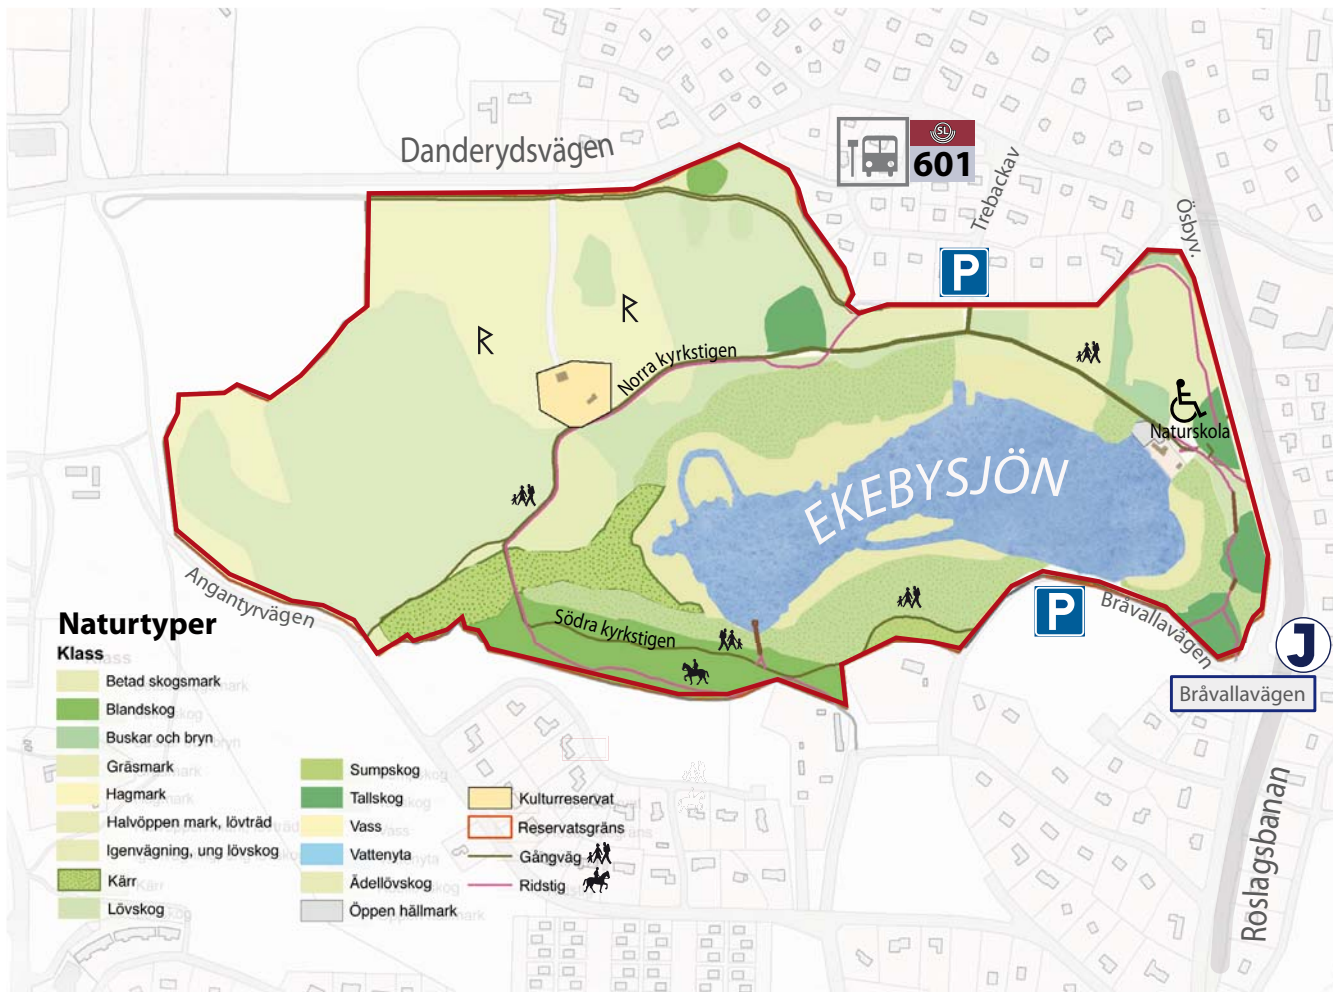 Danderydsvägen
SL
601
Trebackav
Ösbyv.
P
R
R
Norra kyrkstigen
Naturskola
EKEBYSJÖN
Angantyrvägen
Södra kyrkstigen
P
Bråvallavägen
J
Bråvallavägen
Roslagsbanan
Naturtyper
Klass
Betad skogsmark
Blandskog
Buskar och bryn
Gräsmark
Hagmark
Halvöppen mark, lövträd
Igenvägning, ung lövskog
Kärr
Lövskog
Sumpskog
Tallskog
Vass
Vattenyta
Ädellövskog
Öppen hällmark
Kulturreservat
Reservatsgräns
Gångväg
Ridstig